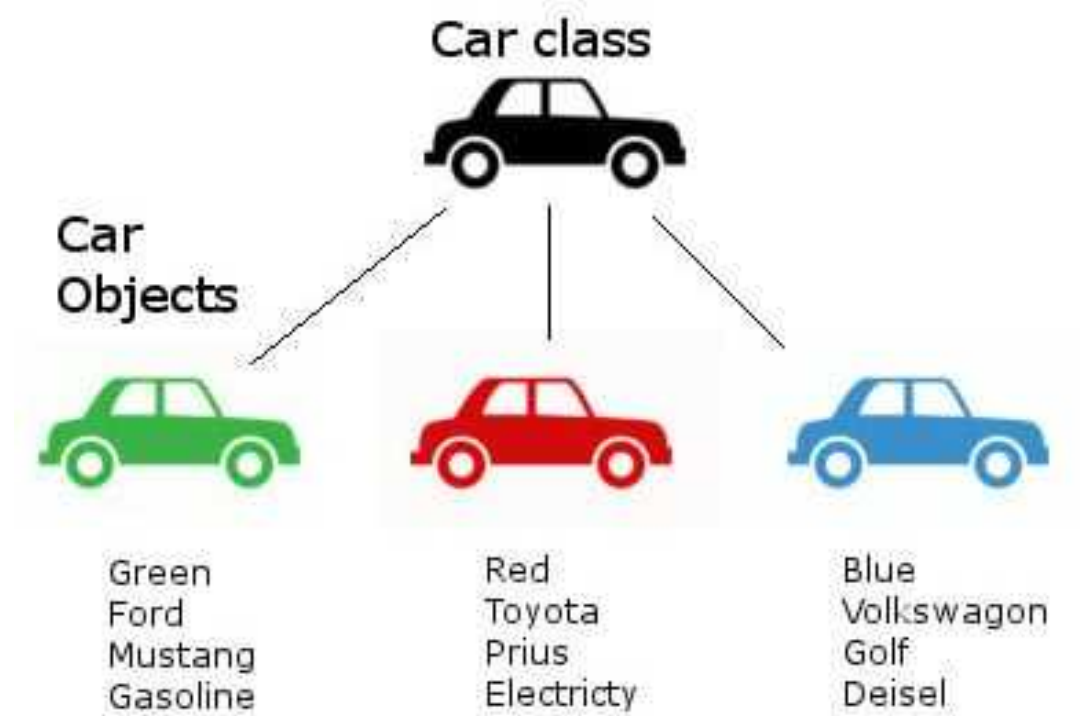 Car class
Car
Objects
Green
Ford
Mustang
Gasoline
Red
Toyota
Prius
Electricty
Blue
Volkswagon
Golf
Deisel